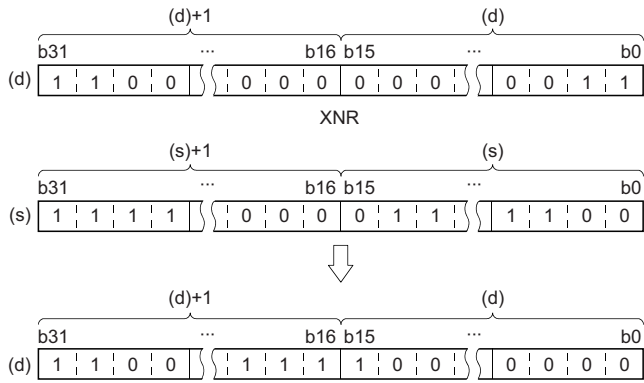 (d)+1 (d)
b31 ... b16 b15 ... b0
(d) 1 1 0 0 0 0 0 0 0 0 0 0 1 1
XNR
(s)+1 (s)
b31 ... b16 b15 ... b0
(s) 1 1 1 1 0 0 0 0 1 1 1 1 0 0
(d)+1 (d)
b31 ... b16 b15 ... b0
(d) 1 1 0 0 1 1 1 1 0 0 0 0 0 0